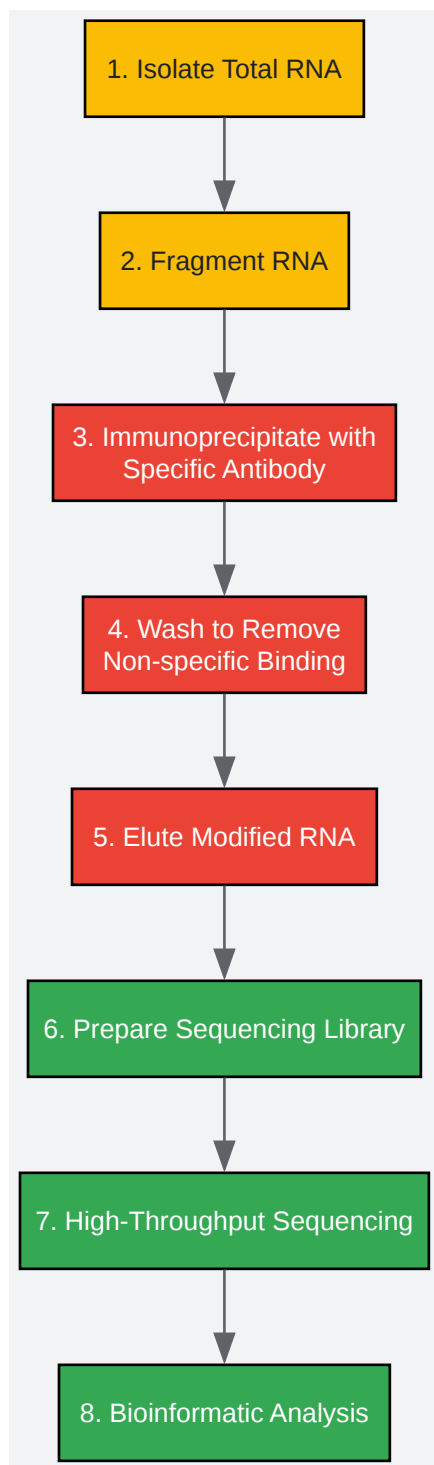 1. Isolate Total RNA
2. Fragment RNA
3. Immunoprecipitate with
Specific Antibody
4. Wash to Remove
Non-specific Binding
5. Elute Modified RNA
6. Prepare Sequencing Library
7. High-Throughput Sequencing
8. Bioinformatic Analysis